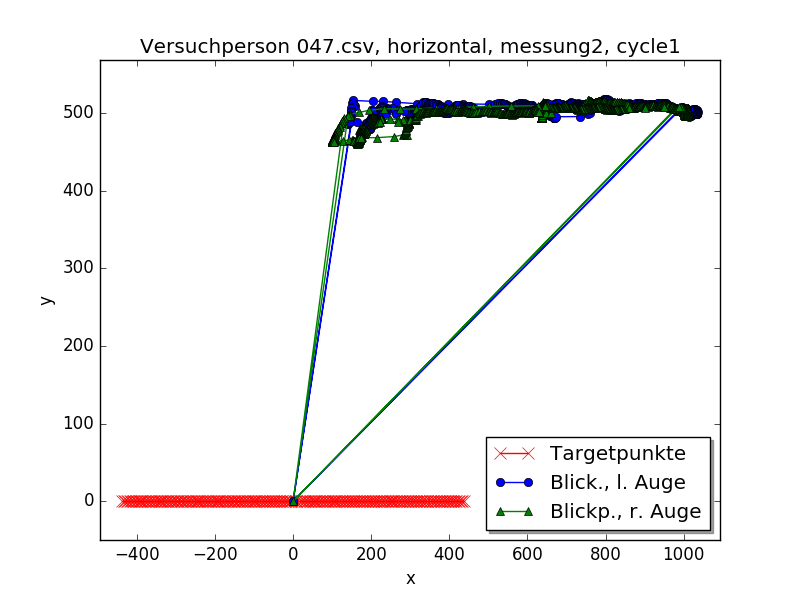 Versuchperson 047.csv, horizontal, messung2, cycle1
y
500
400
300
200
100
0
−400 −200 0 200 400 600 800 1000
x
Targetpunkte
Blick., l. Auge
Blickp., r. Auge